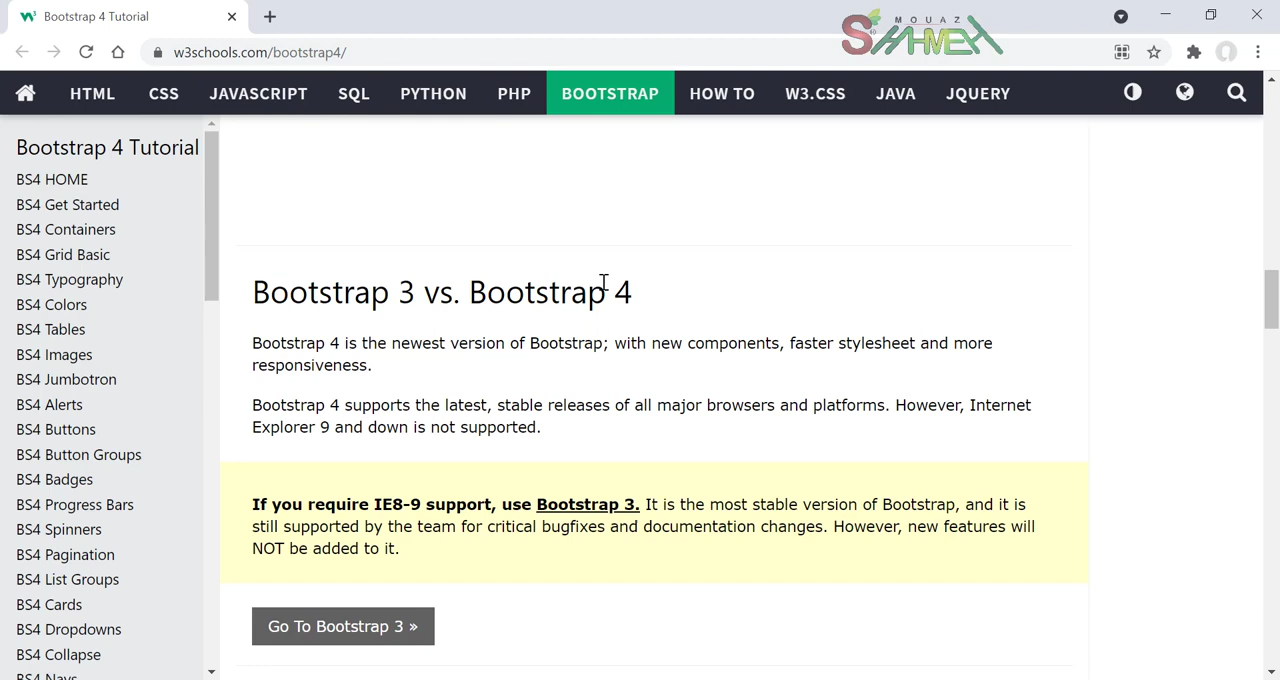 Bootstrap 4 Tutorial
w3schools.com/bootstrap4/
MOUAZ
SHAHMEH
HTML CSS JAVASCRIPT SQL PYTHON PHP BOOTSTRAP HOW TO W3.CSS JAVA JQUERY
Bootstrap 4 Tutorial
BS4 HOME
BS4 Get Started
BS4 Containers
BS4 Grid Basic
BS4 Typography
BS4 Colors
BS4 Tables
BS4 Images
BS4 Jumbotron
BS4 Alerts
BS4 Buttons
BS4 Button Groups
BS4 Badges
BS4 Progress Bars
BS4 Spinners
BS4 Pagination
BS4 List Groups
BS4 Cards
BS4 Dropdowns
BS4 Collapse
BS4 Navs
Bootstrap 3 vs. Bootstrap 4
Bootstrap 4 is the newest version of Bootstrap; with new components, faster stylesheet and more
responsiveness.
Bootstrap 4 supports the latest, stable releases of all major browsers and platforms. However, Internet
Explorer 9 and down is not supported.
If you require IE8-9 support, use Bootstrap 3. It is the most stable version of Bootstrap, and it is
still supported by the team for critical bugfixes and documentation changes. However, new features will
NOT be added to it.
Go To Bootstrap 3 »